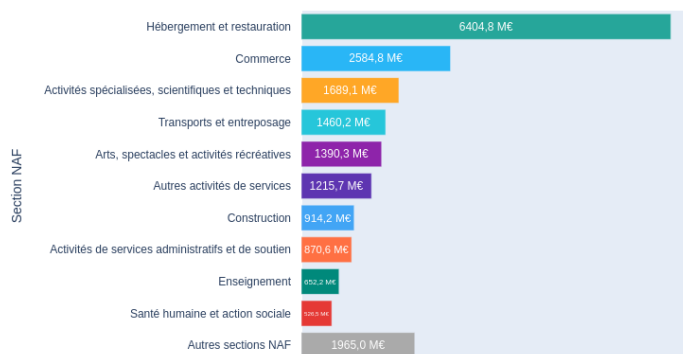 Hébergement et restauration 6404,8 M€
Commerce 2584,8 M€
Activités spécialisées, scientifiques et techniques 1689,1 M€
Transports et entreposage 1460,2 M€
Arts, spectacles et activités récréatives 1390,3 M€
Autres activités de services 1215,7 M€
Section NAF
Construction 914,2 M€
Activités de services administratifs et de soutien 870,6 M€
Enseignement 652,2 M€
Santé humaine et action sociale 526,5 M€
Autres sections NAF 1965,0 M€